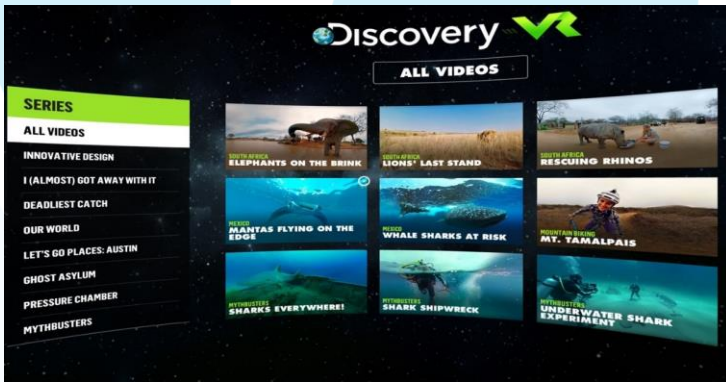 Discovery VR
ALL VIDEOS
SERIES
ALL VIDEOS
INNOVATIVE DESIGN
I (ALMOST) GOT AWAY WITH IT
DEADLIEST CATCH
OUR WORLD
LET'S GO PLACES: AUSTIN
GHOST ASYLUM
PRESSURE CHAMBER
MYTHBUSTERS
SOUTH AFRICA
ELEPHANTS ON THE BRINK
SOUTH AFRICA
LIONS' LAST STAND
SOUTH AFRICA
RESCUING RHINOS
MEXICO
MANTAS FLYING ON THE
EDGE
MEXICO
WHALE SHARKS AT RISK
MOUNTAIN BIKING
MT. TAMALPAIS
MYTHBUSTERS
SHARKS EVERYWHERE!
MYTHBUSTERS
SHARK SHIPWRECK
MYTHBUSTERS
UNDERWATER SHARK
EXPERIMENT